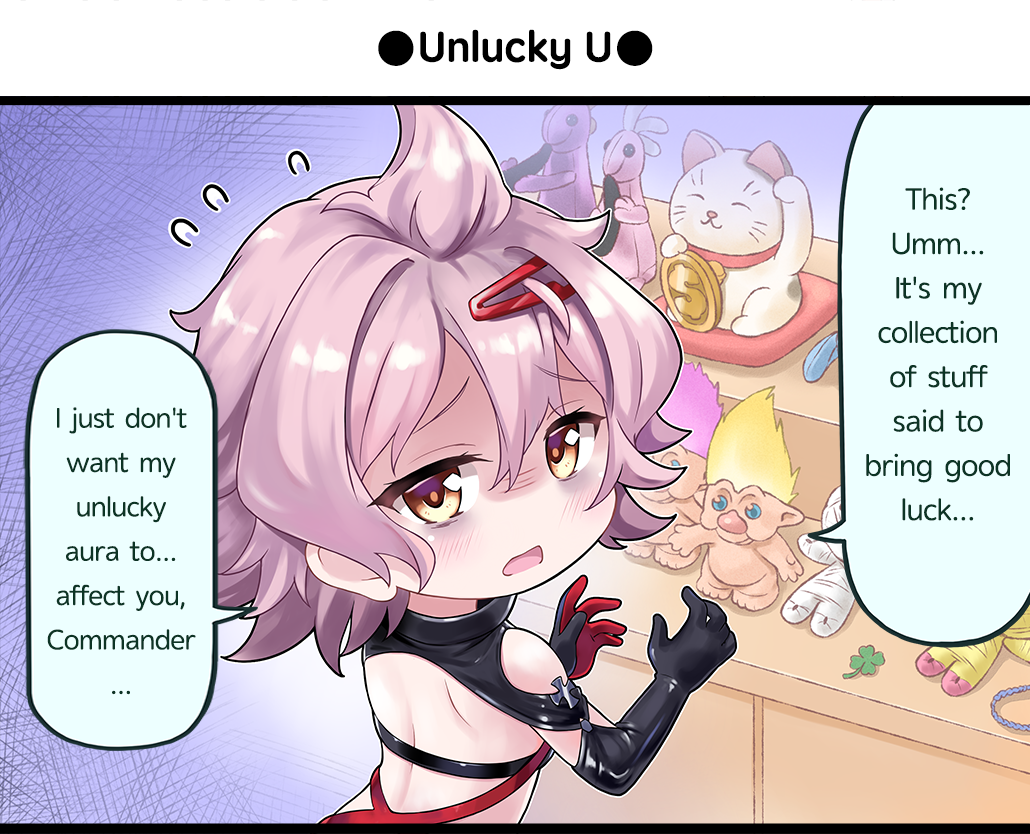 ●Unlucky U●
This?
Umm...
It's my
collection
of stuff
said to
bring good
luck...
I just don't
want my
unlucky
aura to...
affect you,
Commander
...